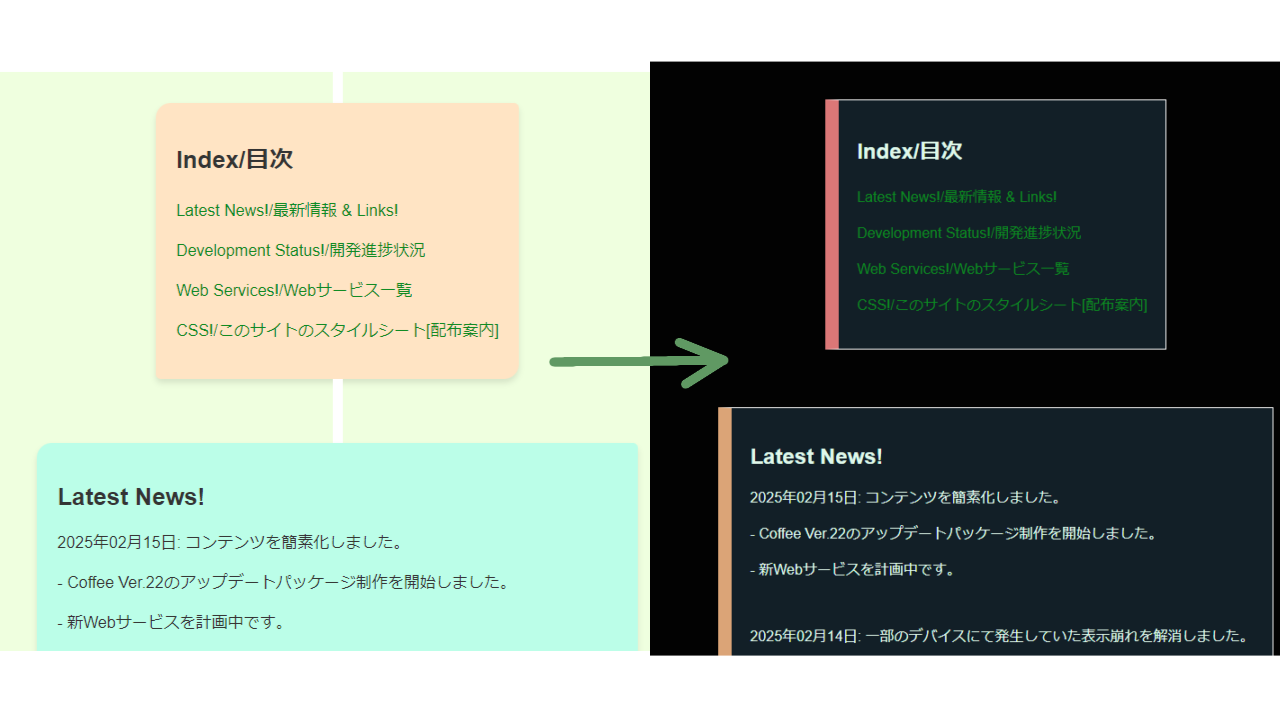 Index/目次
Latest News!/最新情報 & Links!
Development Status!/開発進捗状況
Web Services!/Webサービス一覧
CSS!/このサイトのスタイルシート[配布案内]
Latest News!
2025年02月15日: コンテンツを簡素化しました。
- Coffee Ver.22のアップデートパッケージ制作を開始しました。
- 新Webサービスを計画中です。
Index/目次
Latest News!/最新情報 & Links!
Development Status!/開発進捗状況
Web Services!/Webサービス一覧
CSS!/このサイトのスタイルシート[配布案内]
Latest News!
2025年02月15日: コンテンツを簡素化しました。
- Coffee Ver.22のアップデートパッケージ制作を開始しました。
- 新Webサービスを計画中です。
2025年02月14日: 一部のデバイスにて発生していた表示崩れを解消しました。